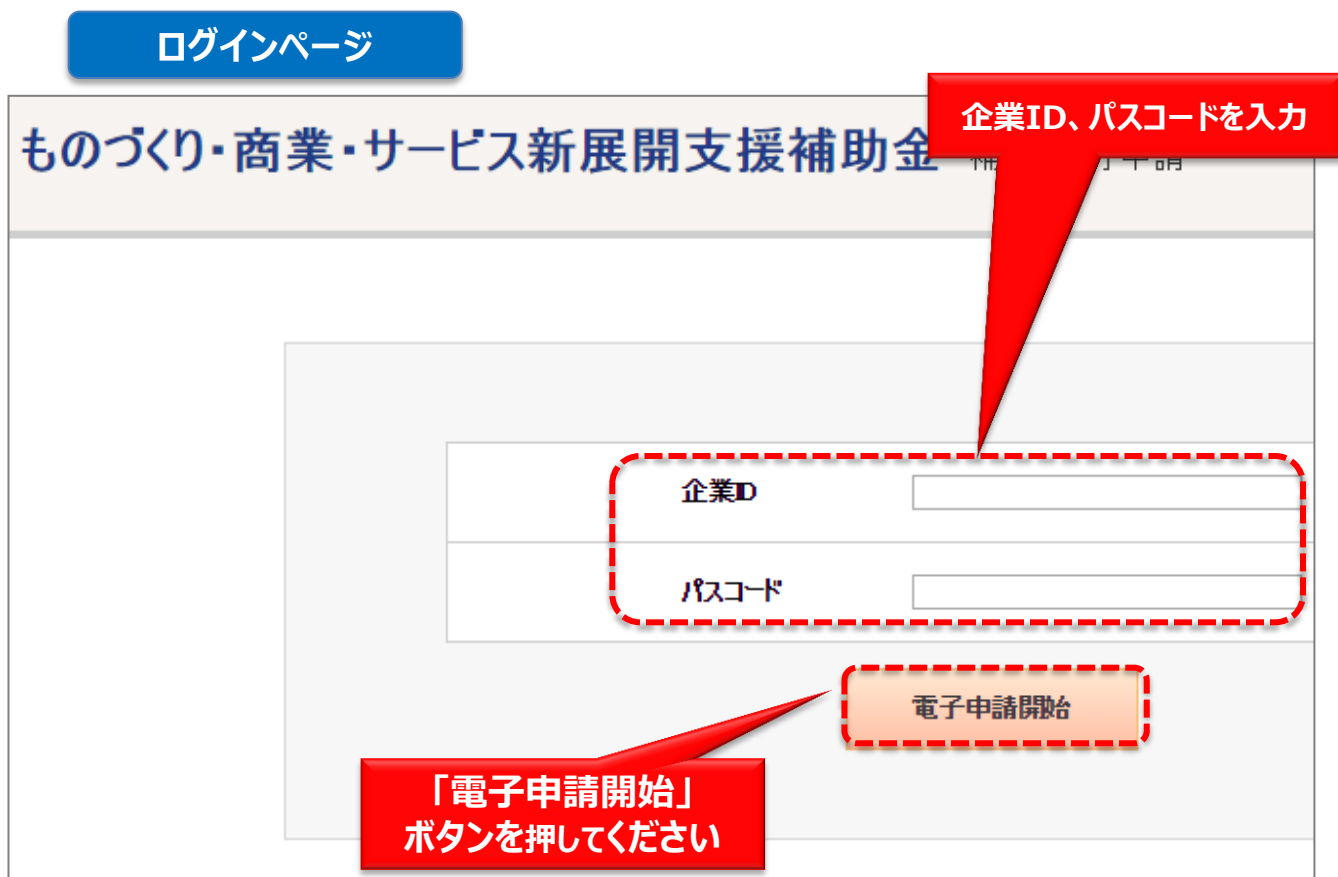 ログインページ
企業ID、パスコードを入力
ものづくり・商業・サービス新展開支援補助金
申請
企業ID
パスコード
電子申請開始
「電子申請開始」
ボタンを押してください